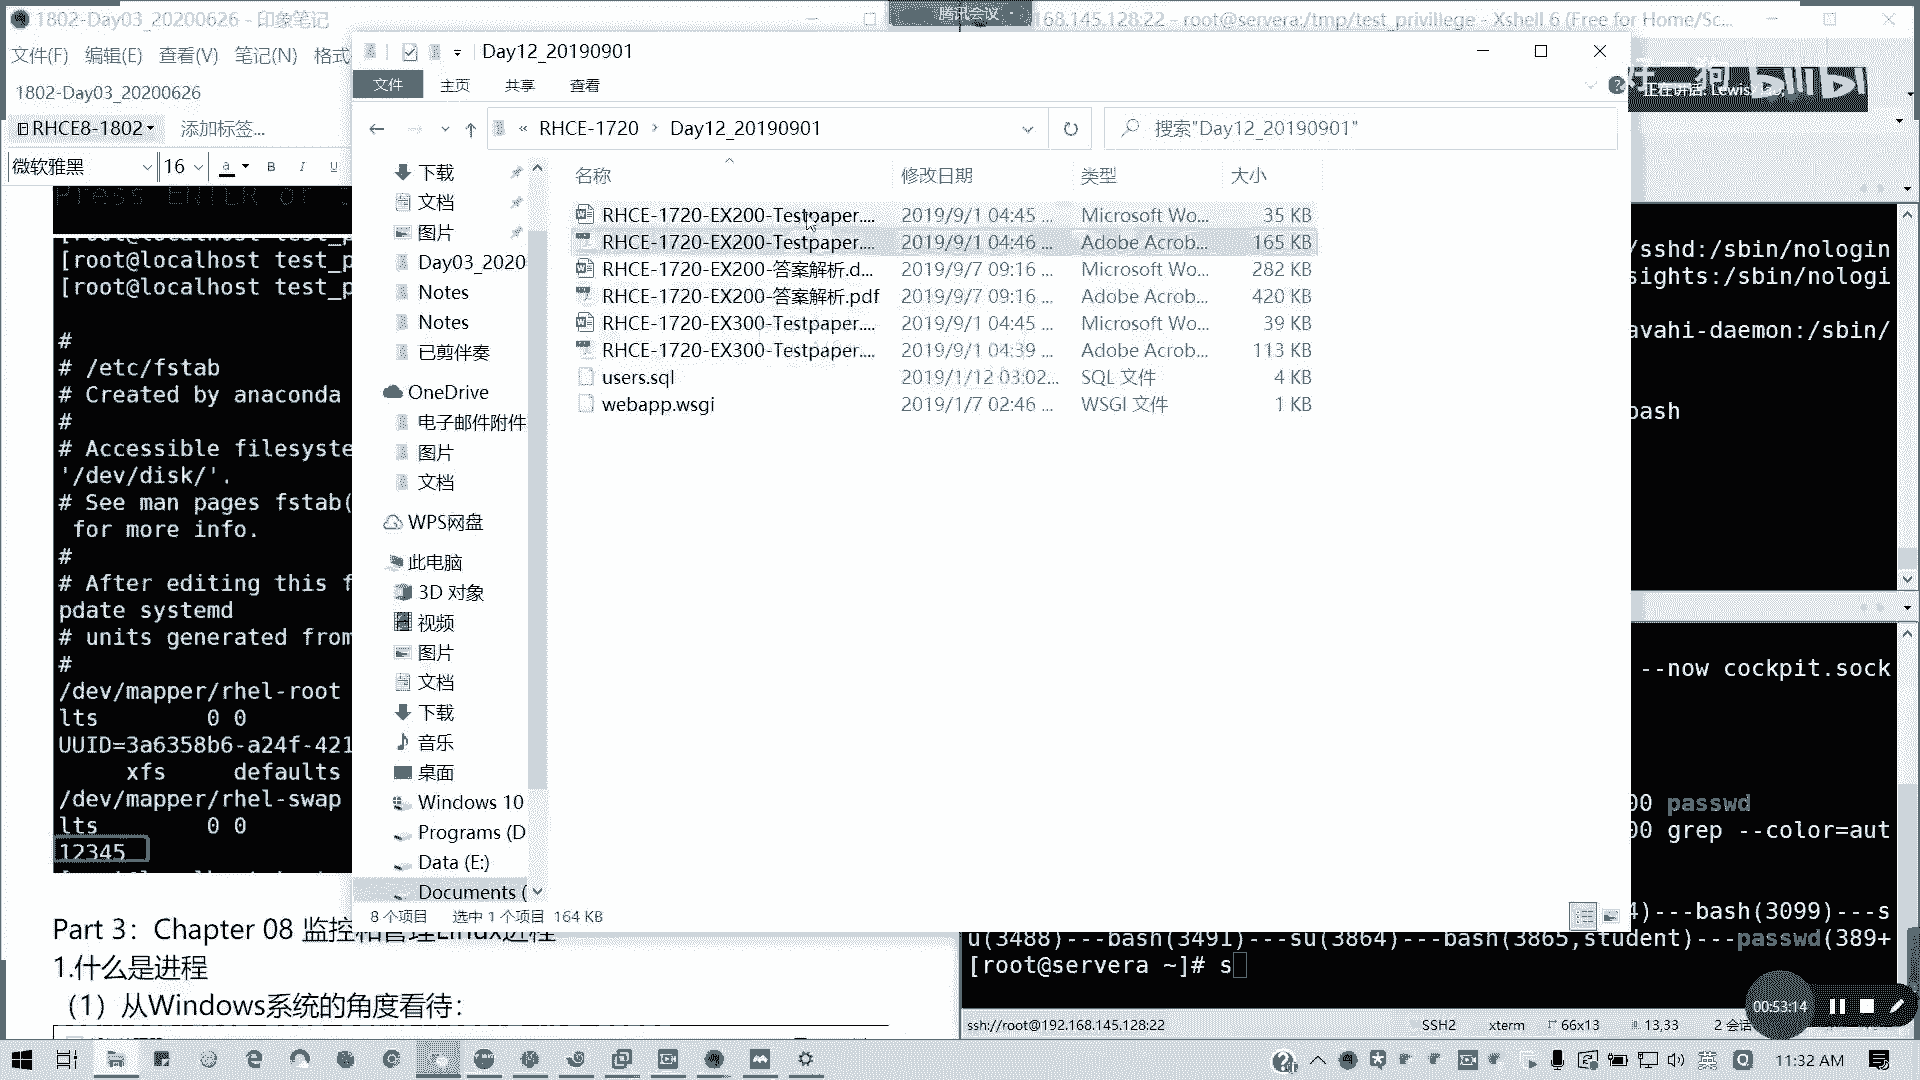 1802-Day03_20200626 - 印象笔记
腾讯会议
168.145.128:22 - root@servera:/tmp/test_privillege - Xshell 6 (Free for Home/Sc...
文件(F) 编辑(E) 查看(V) 笔记(N) 格式
1802-Day03_20200626
RHCE8-1802 添加标签...
微软雅黑 16 a B I U
Day12_20190901
文件 主页 共享 查看
好二狗 bilibili
正在讲话: Lewis
« RHCE-1720 › Day12_20190901
搜索"Day12_20190901"
下载
文档
图片
Day03_2020
Notes
Notes
已剪伴奏
OneDrive
电子邮件附件
图片
文档
WPS网盘
此电脑
3D 对象
视频
图片
文档
下载
音乐
桌面
Windows 10
Programs (D
Data (E:)
Documents (
名称 修改日期 类型 大小
RHCE-1720-EX200-Testpaper.... 2019/9/1 04:45 ... Microsoft Wo... 35 KB
RHCE-1720-EX200-Testpaper.... 2019/9/1 04:46 ... Adobe Acrob... 165 KB
RHCE-1720-EX200-答案解析.d... 2019/9/7 09:16 ... Microsoft Wo... 282 KB
RHCE-1720-EX200-答案解析.pdf 2019/9/7 09:16 ... Adobe Acrob... 420 KB
RHCE-1720-EX300-Testpaper.... 2019/9/1 04:45 ... Microsoft Wo... 39 KB
RHCE-1720-EX300-Testpaper.... 2019/9/1 04:39 ... Adobe Acrob... 113 KB
users.sql 2019/1/12 03:02... SQL 文件 4 KB
webapp.wsgi 2019/1/7 02:46 ... WSGI 文件 1 KB
8 个项目 选中 1 个项目 164 KB
Press ENTER or
[root@localhost test_p
[root@localhost test_p
[root@localhost test_p
#
# /etc/fstab
# Created by anaconda
#
# Accessible filesyste
'/dev/disk/'.
# See man pages fstab(
for more info.
#
# After editing this f
pdate systemd
# units generated from
#
/dev/mapper/rhel-root
lts 0 0
UUID=3a6358b6-a24f-421
xfs defaults
/dev/mapper/rhel-swap
lts 0 0
12345
Part 3：Chapter 08 监控和管理Linux进程
1.什么是进程
（1）从Windows系统的角度看待：
/sshd:/sbin/nologin
sights:/sbin/nologi
avahi-daemon:/sbin/
bash
--now cockpit.sock
00 passwd
00 grep --color=aut
4)---bash(3099)---s
u(3488)---bash(3491)---su(3864)---bash(3865,student)---passwd(389+
[root@servera ~]# s
ssh://root@192.168.145.128:22 SSH2 xterm 66x13 13,33 2 会话
00:53:14
英 11:32 AM